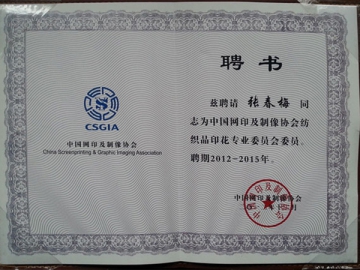 CSGIA
中国网印及制像协会
China Screenprinting & Graphic Imaging Association
聘书
兹聘请 张春梅 同
志为中国网印及制像协会纺
织品印花专业委员会委员。
聘期2012-2015年。
中国网印及制像协会